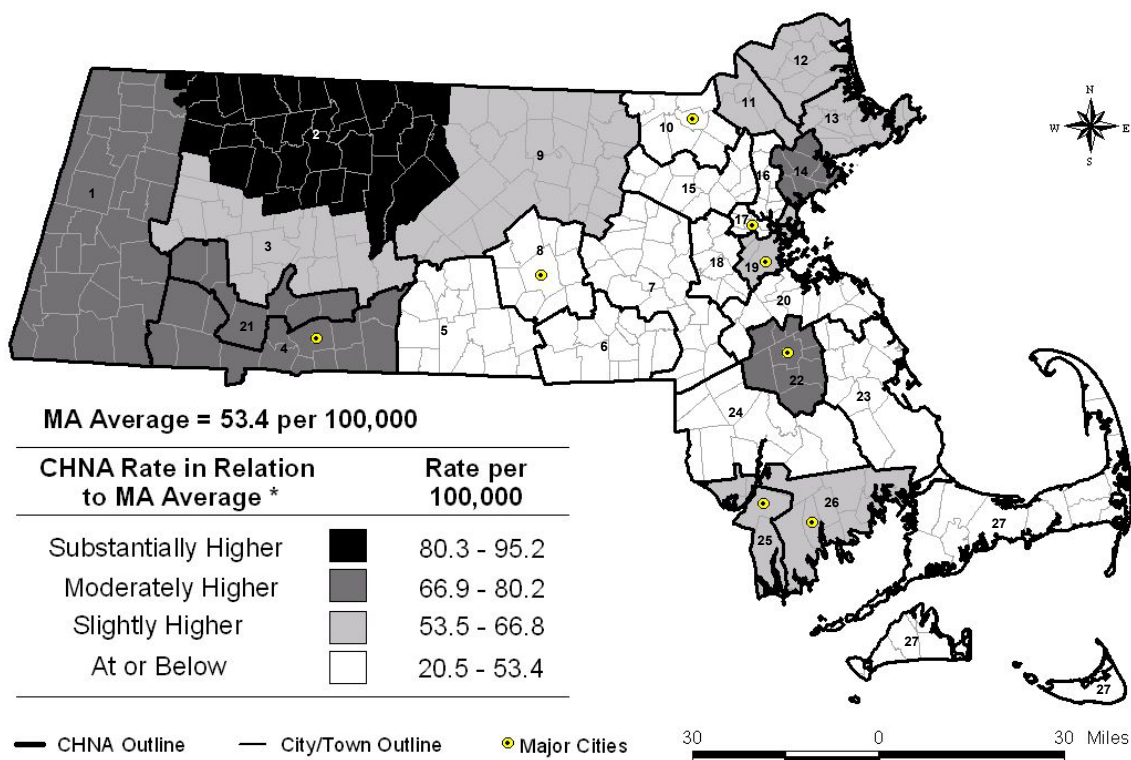 12
11
N
10
13
W E
2
9
16
14
S
15
1
17
3
8
18
19
7
20
5
21
6
4
22
23
24
MA Average = 53.4 per 100,000
CHNA Rate in Relation to MA Average *
Rate per 100,000
26
27
25
Substantially Higher 80.3 - 95.2
Moderately Higher 66.9 - 80.2
Slightly Higher 53.5 - 66.8
27
At or Below 20.5 - 53.4
27
CHNA Outline City/Town Outline Major Cities 30 0 30 Miles